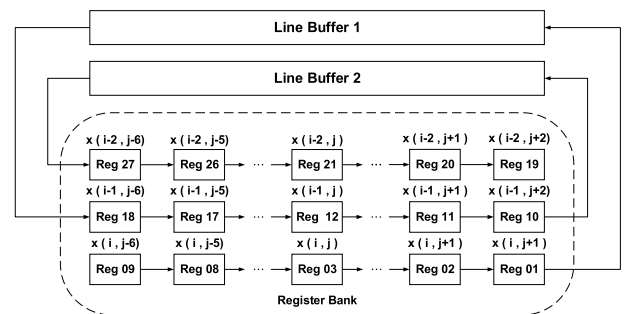 Line Buffer 1
Line Buffer 2
x ( i-2 , j-6) x ( i-2 , j-5) x ( i-2 , j ) x ( i-2 , j+1 ) x ( i-2 , j+2)
Reg 27 Reg 26 ... Reg 21 ... Reg 20 Reg 19
x ( i-1 , j-6) x ( i-1 , j-5) x ( i-1 , j ) x ( i-1 , j+1) x ( i-1 , j+2)
Reg 18 Reg 17 ... Reg 12 ... Reg 11 Reg 10
x ( i, j-6) x (i, j-5) x ( i , j ) x ( i , j+1) x ( i , j+1)
Reg 09 Reg 08 ... Reg 03 ... Reg 02 Reg 01
Register Bank